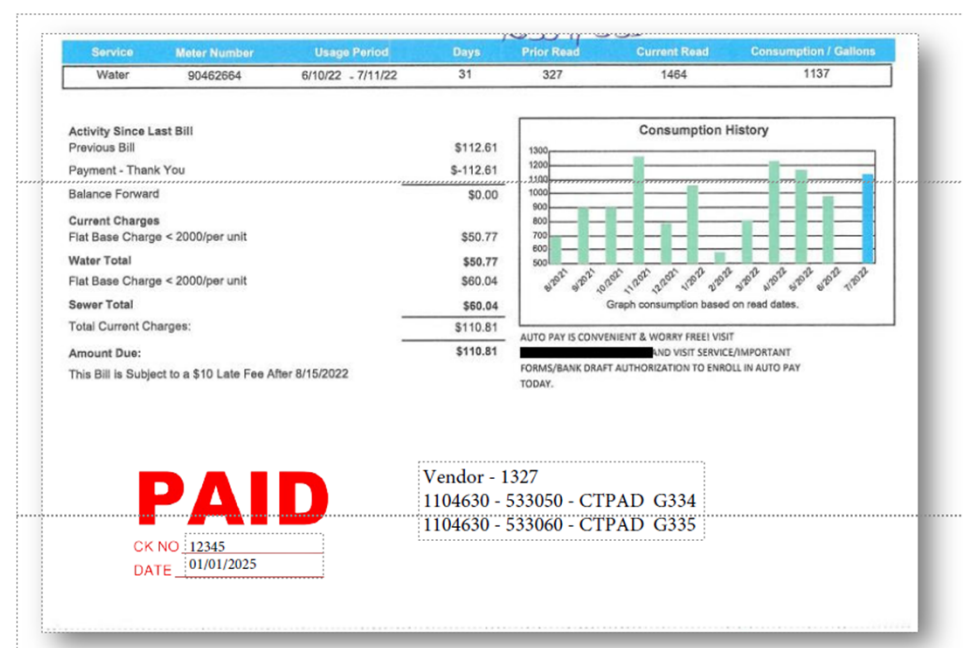 Service Meter Number Usage Period Days Prior Read Current Read Consumption / Gallons
Water 90462664 6/10/22 - 7/11/22 31 327 1464 1137
Activity Since Last Bill
Previous Bill $112.61
Payment - Thank You $-112.61
Balance Forward $0.00
Current Charges
Flat Base Charge < 2000/per unit $50.77
Water Total $50.77
Flat Base Charge < 2000/per unit $60.04
Sewer Total $60.04
Total Current Charges: $110.81
Amount Due: $110.81
This Bill is Subject to a $10 Late Fee After 8/15/2022
Consumption History
1300
1200
1100
1000
900
800
700
600
500
8/2021 9/2021 10/2021 11/2021 12/2021 1/2022 2/2022 3/2022 4/2022 5/2022 6/2022 7/2022
Graph consumption based on read dates.
AUTO PAY IS CONVENIENT & WORRY FREE! VISIT
AND VISIT SERVICE/IMPORTANT
FORMS/BANK DRAFT AUTHORIZATION TO ENROLL IN AUTO PAY
TODAY.
PAID
CK NO 12345
DATE 01/01/2025
Vendor - 1327
1104630 - 533050 - CTPAD G334
1104630 - 533060 - CTPAD G335